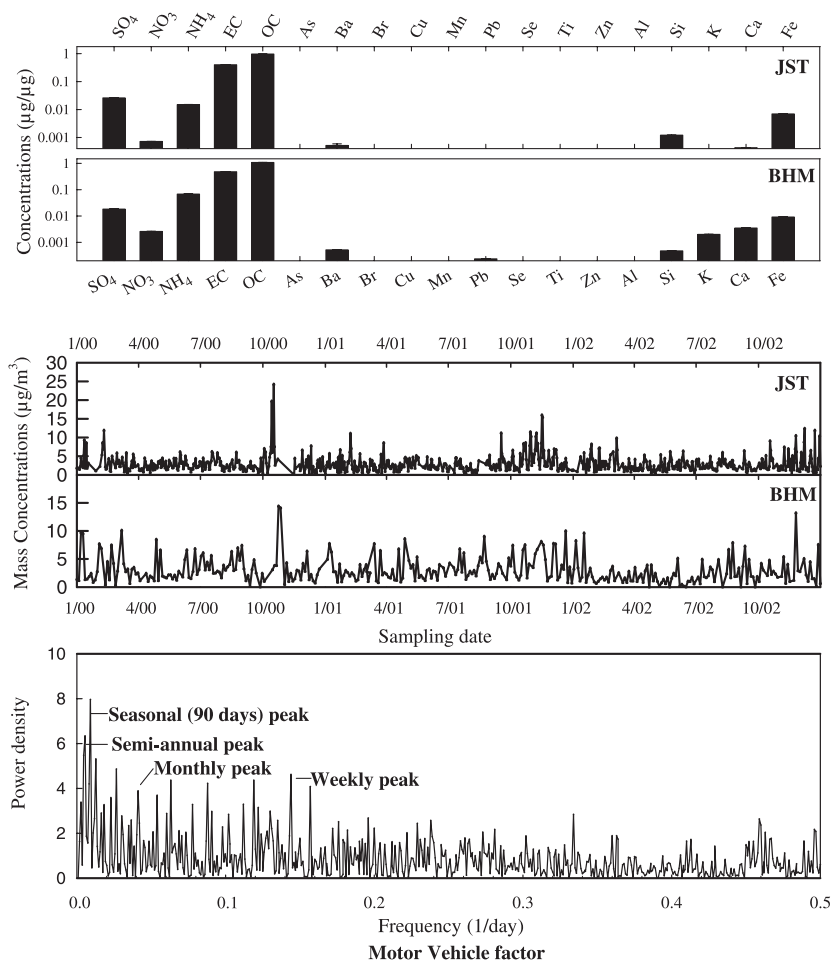 SO4 NO3 NH4 EC OC As Ba Br Cu Mn Pb Se Ti Zn Al Si K Ca Fe
Concentrations (μg/μg)
1
0.1
0.01
0.001
JST
1
0.1
0.01
0.001
BHM
SO4 NO3 NH4 EC OC As Ba Br Cu Mn Pb Se Ti Zn Al Si K Ca Fe
1/00 4/00 7/00 10/00 1/01 4/01 7/01 10/01 1/02 4/02 7/02 10/02
Mass Concentrations (μg/m3)
30
25
20
15
10
5
0
JST
15
10
5
0
BHM
1/00 4/00 7/00 10/00 1/01 4/01 7/01 10/01 1/02 4/02 7/02 10/02
Sampling date
Power density
10
8
6
4
2
0
Seasonal (90 days) peak
Semi-annual peak
Monthly peak
Weekly peak
0.0 0.1 0.2 0.3 0.4 0.5
Frequency (1/day)
Motor Vehicle factor